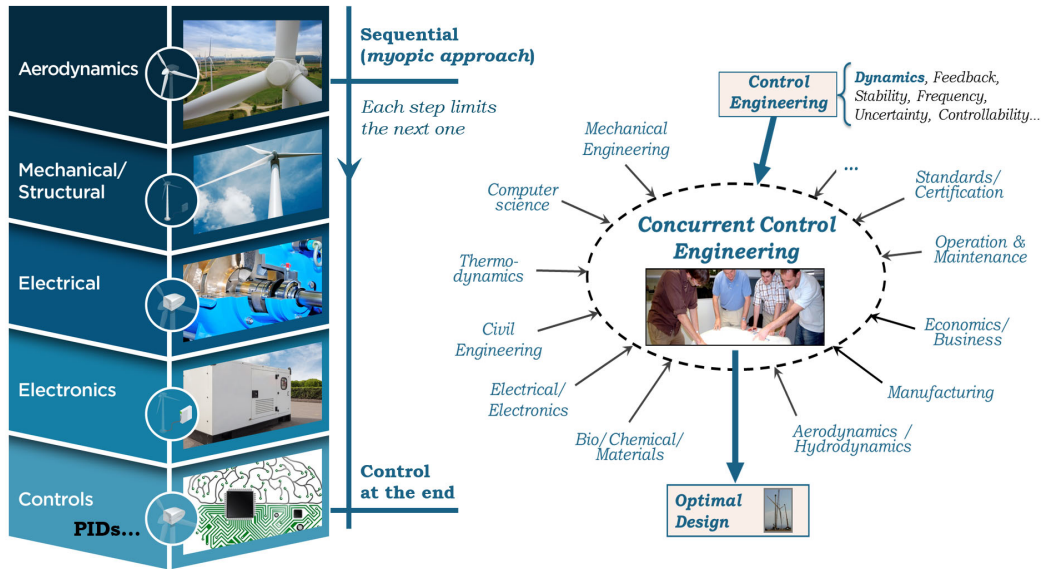 Aerodynamics
Mechanical/
Structural
Electrical
Electronics
Controls
PIDs...
Sequential
(myopic approach)
Each step limits
the next one
Control
at the end
Control
Engineering
Dynamics, Feedback,
Stability, Frequency,
Uncertainty, Controllability...
Mechanical
Engineering
Computer
science
Thermo-
dynamics
Civil
Engineering
Electrical/
Electronics
Bio/Chemical/
Materials
Aerodynamics /
Hydrodynamics
Manufacturing
Economics/
Business
Operation &
Maintenance
Standards/
Certification
...
Concurrent Control
Engineering
Optimal
Design